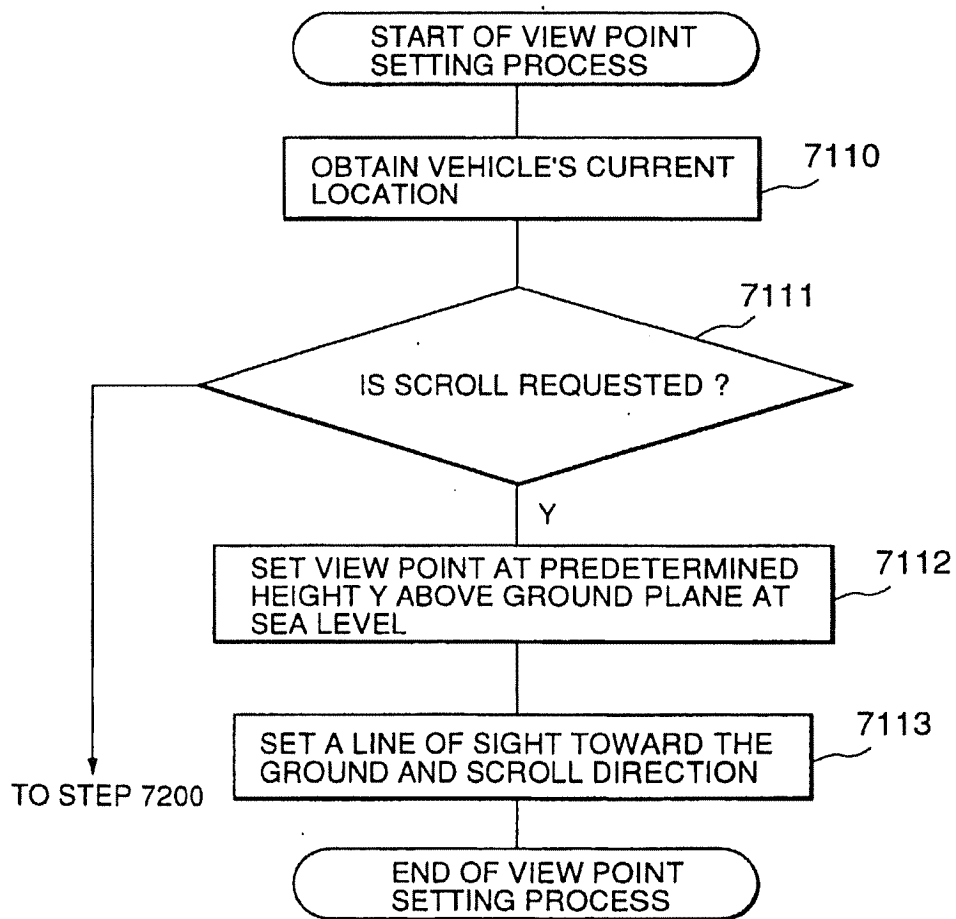 START OF VIEW POINT
SETTING PROCESS
OBTAIN VEHICLE'S CURRENT
LOCATION
7110
7111
IS SCROLL REQUESTED ?
Y
SET VIEW POINT AT PREDETERMINED
HEIGHT Y ABOVE GROUND PLANE AT
SEA LEVEL
7112
SET A LINE OF SIGHT TOWARD THE
GROUND AND SCROLL DIRECTION
7113
TO STEP 7200
END OF VIEW POINT
SETTING PROCESS